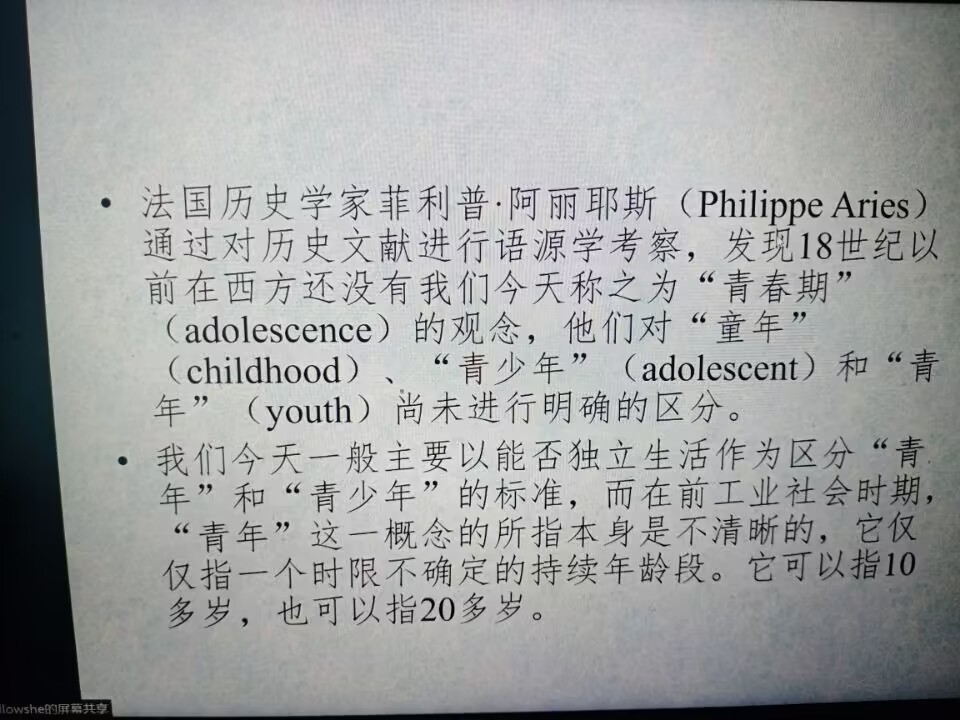 • 法国历史学家菲利普·阿丽耶斯（Philippe Aries）
通过对历史文献进行语源学考察，发现18世纪以
前在西方还没有我们今天称之为“青春期”
（adolescence）的观念，他们对“童年”
（childhood）、“青少年”（adolescent）和“青
年”（youth）尚未进行明确的区分。
• 我们今天一般主要以能否独立生活作为区分“青
年”和“青少年”的标准，而在前工业社会时期，
“青年”这一概念的所指本身是不清晰的，它仅
仅指一个时限不确定的持续年龄段。它可以指10
多岁，也可以指20多岁。
llowshe的屏幕共享